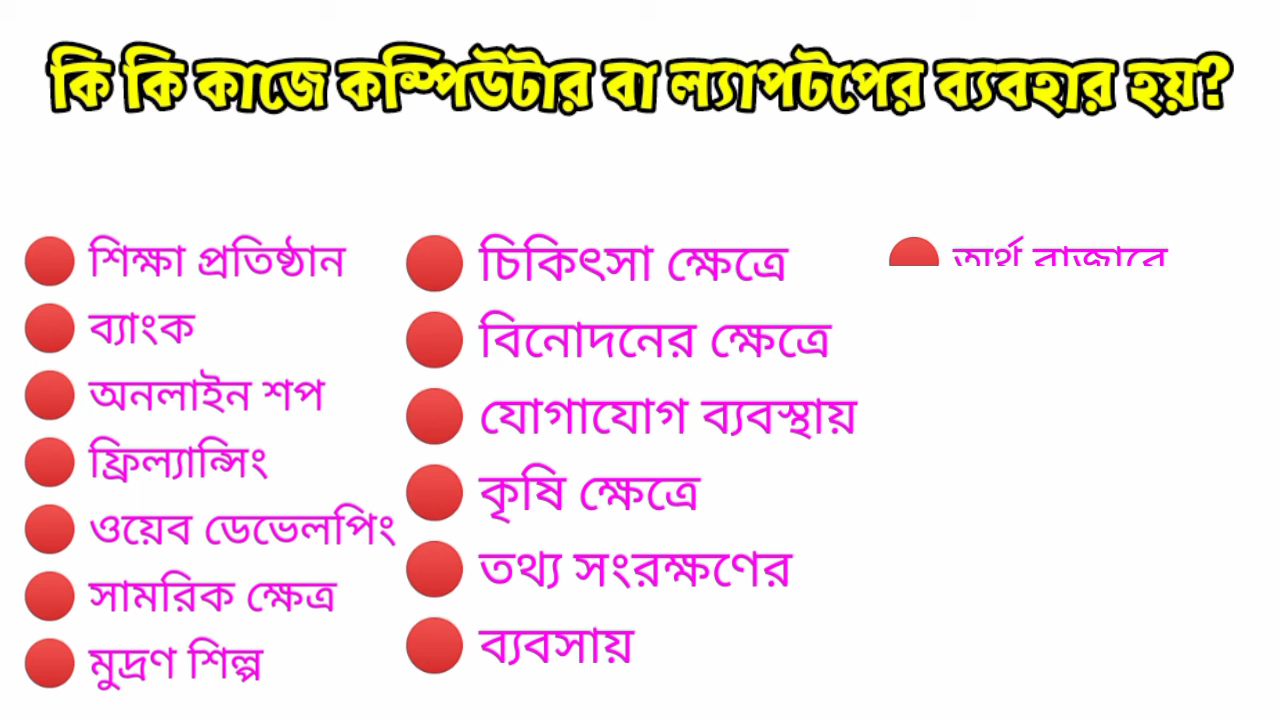 কি কি কাজে কম্পিউটার বা ল্যাপটপের ব্যবহার হয়?
শিক্ষা প্রতিষ্ঠান
ব্যাংক
অনলাইন শপ
ফ্রিল্যান্সিং
ওয়েব ডেভেলপিং
সামরিক ক্ষেত্র
মুদ্রণ শিল্প
চিকিৎসা ক্ষেত্রে
বিনোদনের ক্ষেত্রে
যোগাযোগ ব্যবস্থায়
কৃষি ক্ষেত্রে
তথ্য সংরক্ষণের
ব্যবসায়
অর্থ বাজারে